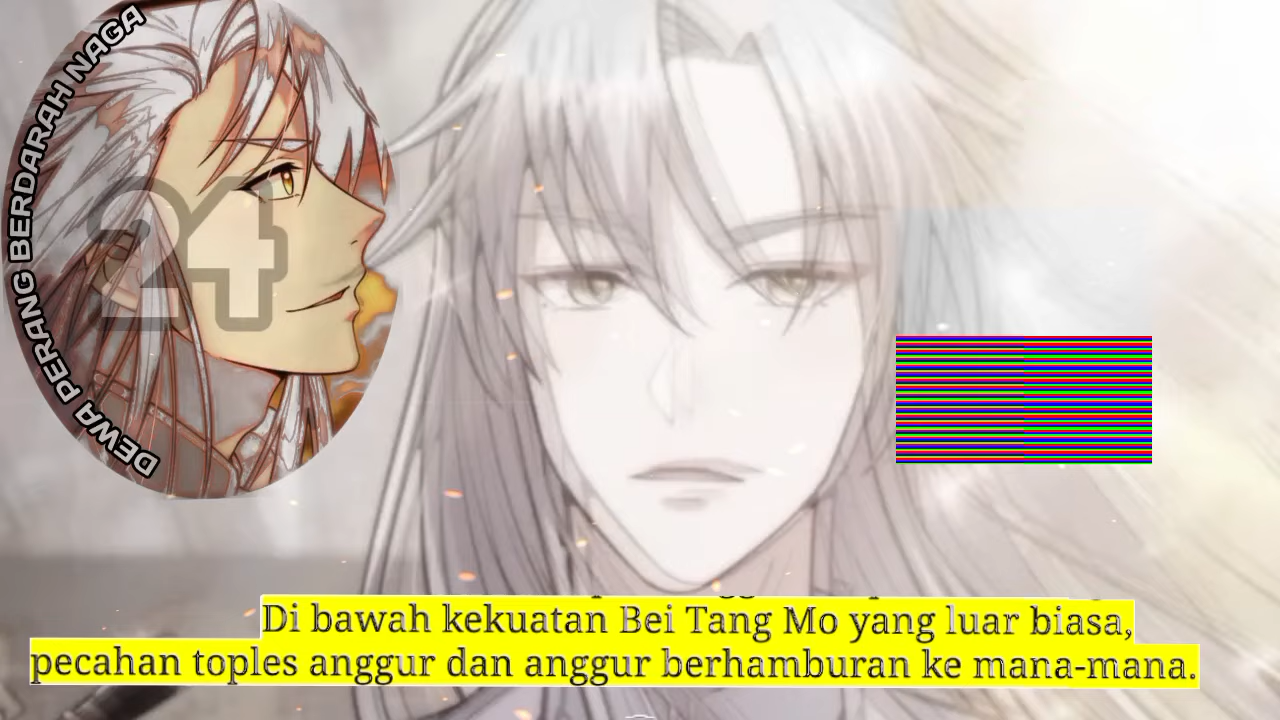 DEWA PERANG BERDARAH NAGA
24
Di bawah kekuatan Bei Tang Mo yang luar biasa,
pecahan toples anggur dan anggur berhamburan ke mana-mana.